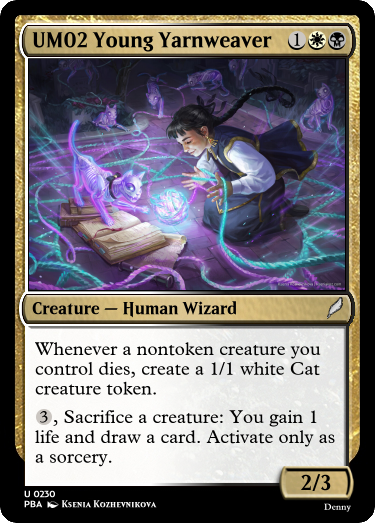 UM02 Young Yarnweaver 1
Creature — Human Wizard
Whenever a nontoken creature you
control dies, create a 1/1 white Cat
creature token.
3, Sacrifice a creature: You gain 1
life and draw a card. Activate only as
a sorcery.
2/3
U 0230
PBA Ksenia Kozhevnikova
Denny